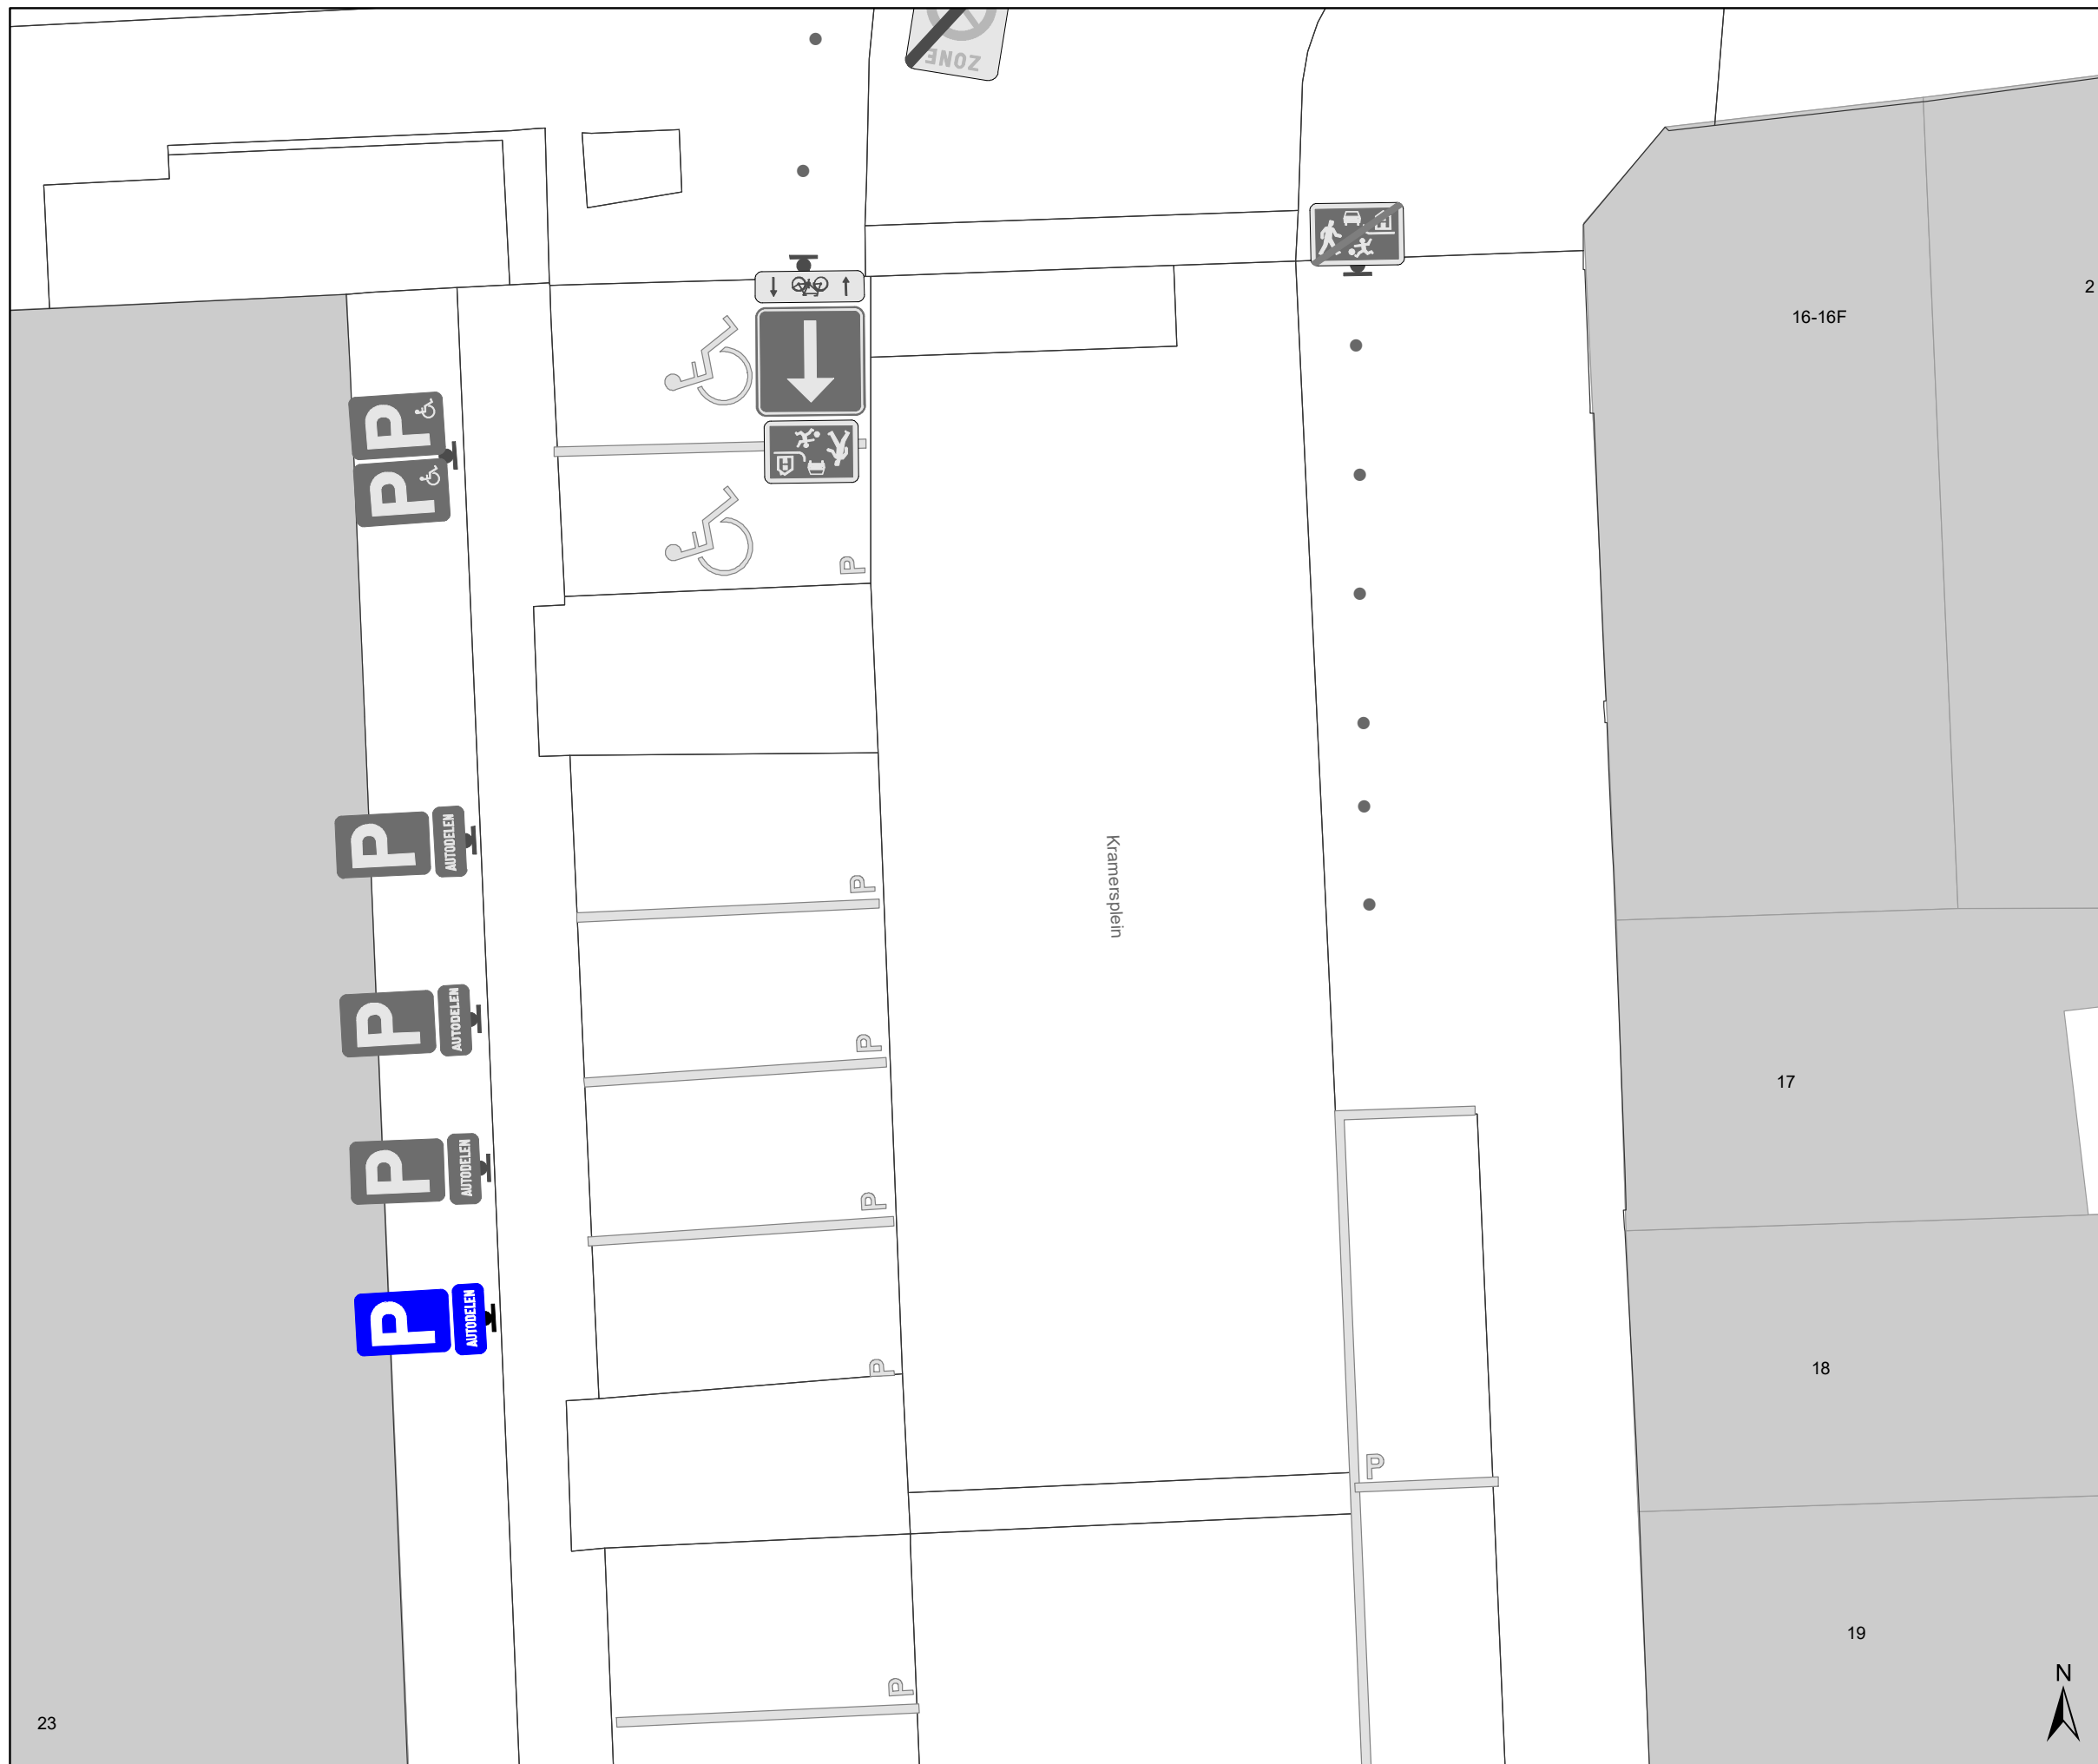 ZONE
2
16-16F
P
P
P
P AUTODELEN
Kramersplein
P
P AUTODELEN
P
17
P AUTODELEN
P
P AUTODELEN
P
18
P
19
P
N
23